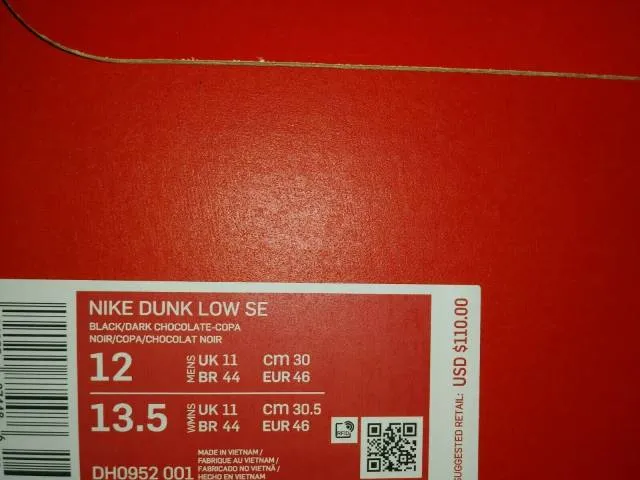 NIKE DUNK LOW SE
BLACK/DARK CHOCOLATE-COPA
NOIR/COPA/CHOCOLAT NOIR
12
MENS
UK 11
cm 30
BR 44
EUR 46
13.5
WMNS
UK 11
cm 30.5
BR 44
EUR 46
RFID
MADE IN VIETNAM /
FABRIQUE AU VIETNAM /
FABRICADO NO VIETNÃ /
HECHO EN VIETNAM
DH0952 001
SUGGESTED RETAIL: USD $110.00